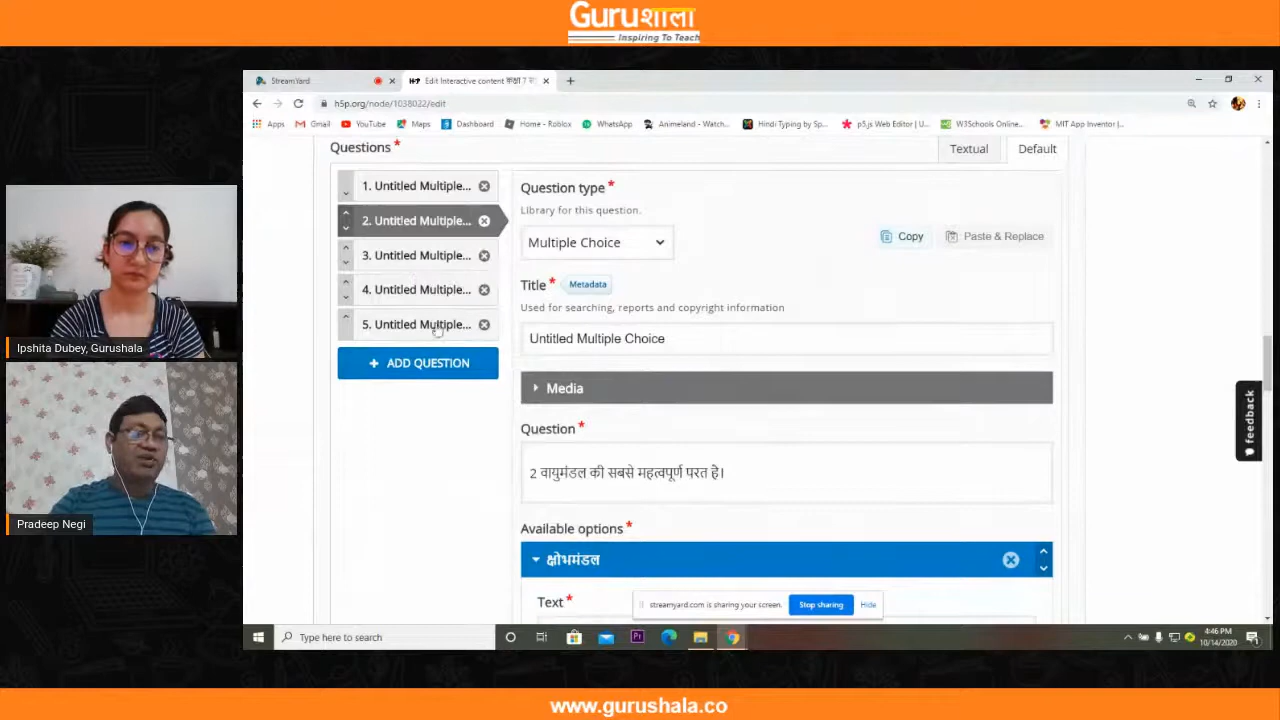 Guruशाला
Inspiring To Teach
StreamYard
H-P Edit Interactive content कक्षा 7
h5p.org/node/1038022/edit
Apps Gmail YouTube Maps Dashboard Home - Roblox WhatsApp Animeland - Watch... Hindi Typing by Sp... p5.js Web Editor | U... W3Schools Online... MIT App Inventor |...
Questions *
Textual Default
1. Untitled Multiple...
2. Untitled Multiple...
3. Untitled Multiple...
4. Untitled Multiple...
5. Untitled Multiple...
+ ADD QUESTION
Question type *
Library for this question.
Multiple Choice
Copy Paste & Replace
Title * Metadata
Used for searching, reports and copyright information
Untitled Multiple Choice
Media
Question *
2 वायुमंडल की सबसे महत्वपूर्ण परत हे।
Available options *
क्षोभमंडल
Text *
feedback
streamyard.com is sharing your screen. Stop sharing Hide
Type here to search
Pr
4:46 PM
10/14/2020
Ipshita Dubey, Gurushala
Pradeep Negi
www.gurushala.co